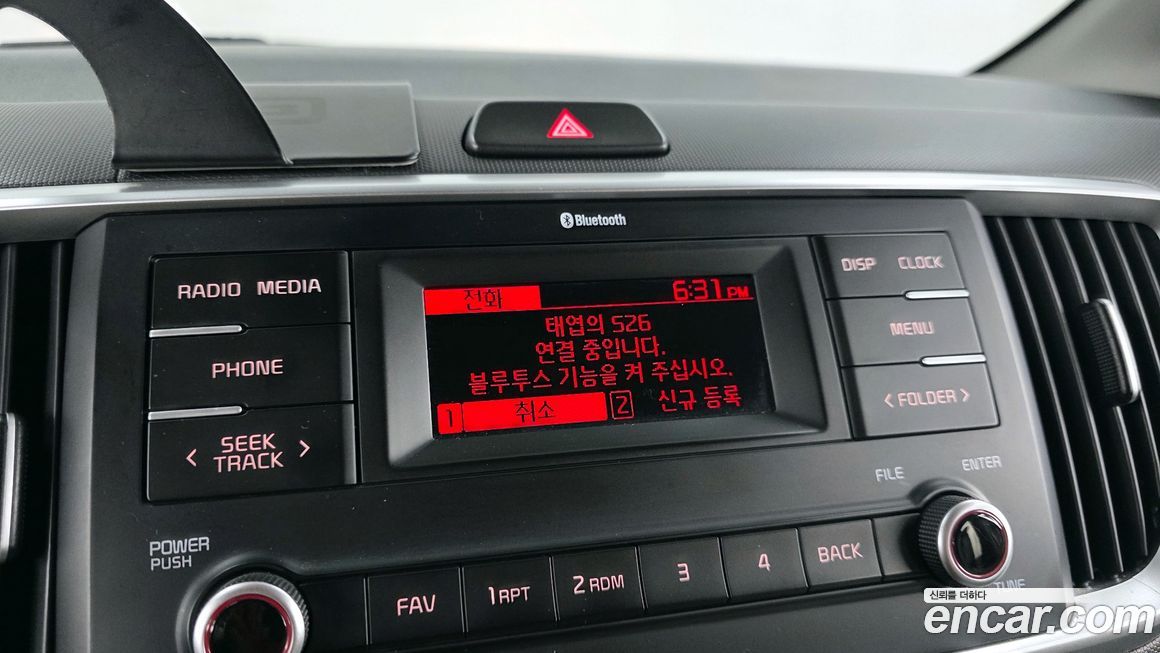 Bluetooth
RADIO MEDIA
DISP CLOCK
전화 6:31 PM
태엽의 S26
연결 중입니다.
블루투스 기능을 켜 주십시오.
1 취소 2 신규 등록
PHONE
MENU
< SEEK TRACK >
< FOLDER >
FILE
ENTER
POWER
PUSH
FAV
1 RPT
2 RDM
3
4
BACK
TUNE
신뢰를 더하다
encar.com